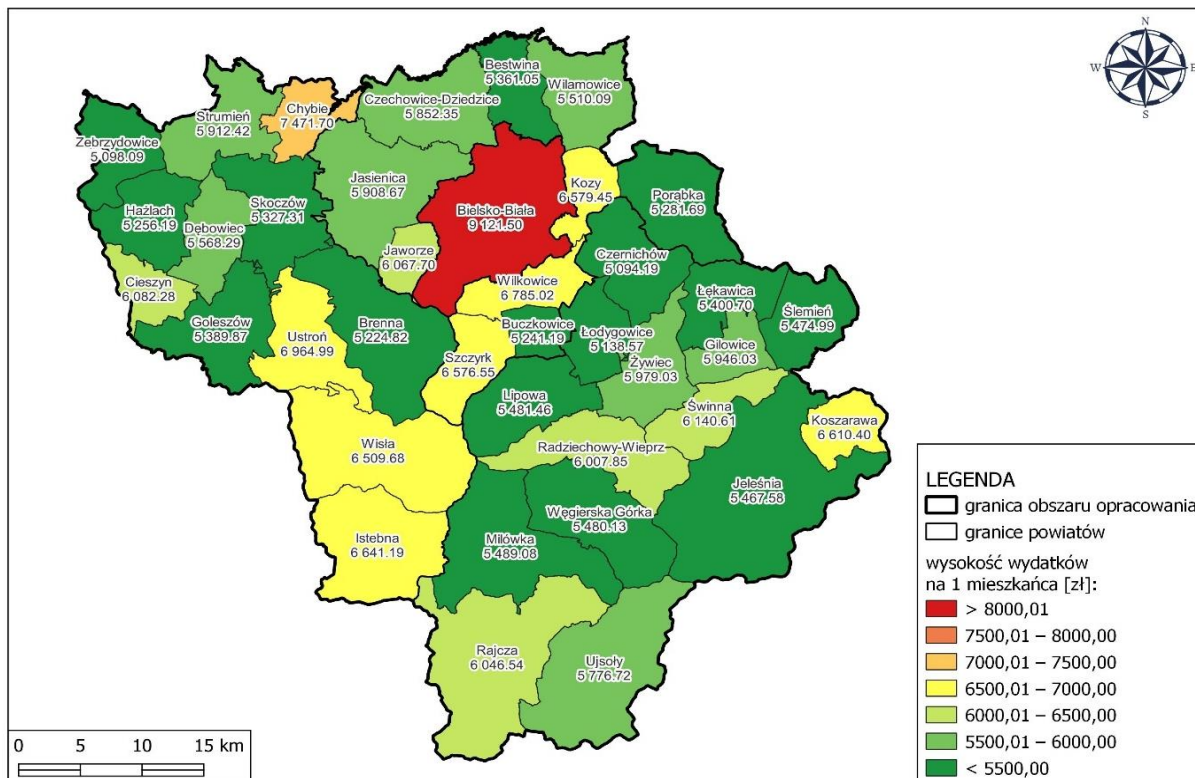 N
W
E
S
Bestwina
5 361.05
Wilamowice
5 510.09
Czechowice-Dziedzice
5 852.35
Chybie
7 471.70
Strumień
5 912.42
Zebrzydowice
5 098.09
Jasienica
5 908.67
Kozy
6 579.45
Porąbka
5 281.69
Skoczów
5 327.31
Hażlach
5 256.19
Dębowiec
5 568.29
Bielsko-Biała
9 121.50
Jaworze
6 067.70
Czernichów
5 094.19
Cieszyn
6 082.28
Wilkowice
6 785.02
Łękawica
5 400.70
Ślemień
5 474.99
Goleszów
5 389.87
Ustroń
6 964.99
Brenna
5 224.82
Buczkowice
5 241.19
Łodygowice
5 138.57
Gilowice
5 946.03
Szczyrk
6 576.55
Żywiec
5 979.03
Lipowa
5 481.46
Świnna
6 140.61
Koszarawa
6 610.40
Wisła
6 509.68
Radziechowy-Wieprz
6 007.85
Jeleśnia
5 467.58
Węgierska Górka
5 480.13
Istebna
6 641.19
Milówka
5 489.08
Rajcza
6 046.54
Ujsoły
5 776.72
LEGENDA
granica obszaru opracowania
granice powiatów
wysokość wydatków
na 1 mieszkańca [zł]:
> 8000,01
7500,01 – 8000,00
7000,01 – 7500,00
6500,01 – 7000,00
6000,01 – 6500,00
5500,01 – 6000,00
< 5500,00
0 5 10 15 km